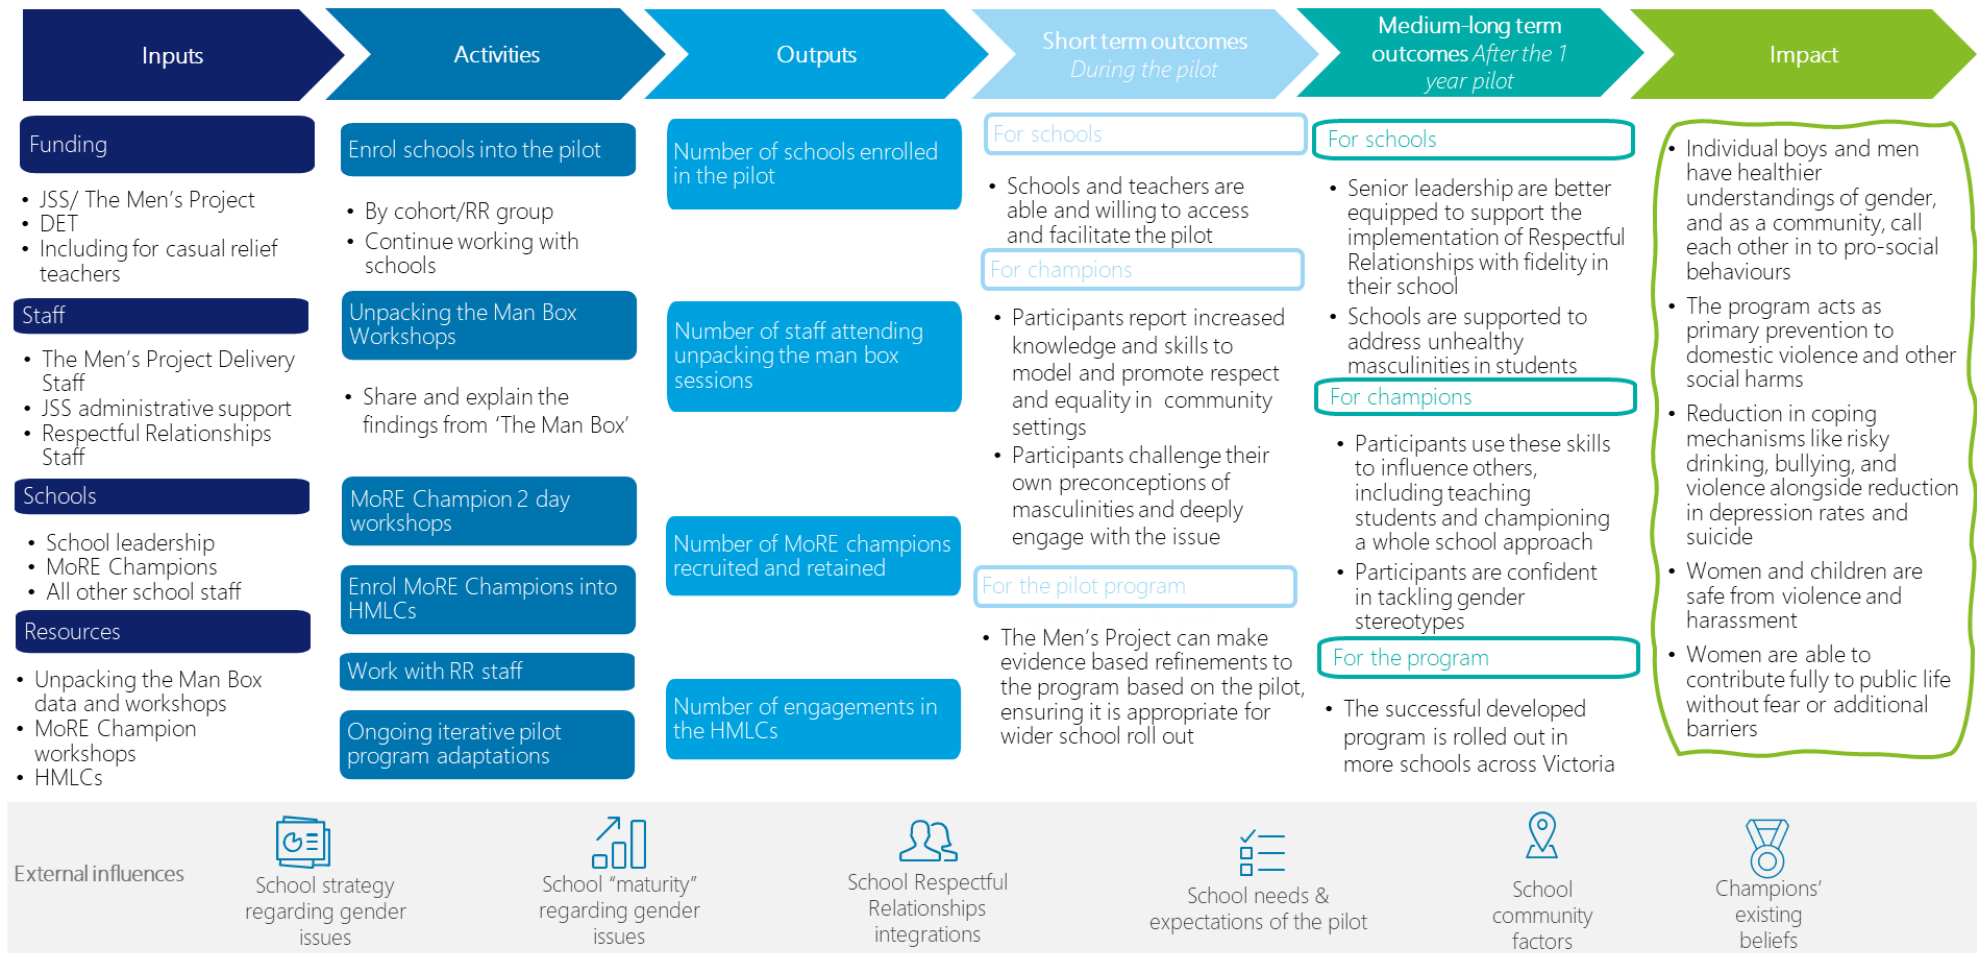 Inputs
Activities
Outputs
Short term outcomes
During the pilot
Medium-long term
outcomes After the 1
year pilot
Impact
Funding
• JSS/ The Men's Project
• DET
• Including for casual relief
teachers
Staff
• The Men's Project Delivery
Staff
• JSS administrative support
• Respectful Relationships
Staff
Schools
• School leadership
• MoRE Champions
• All other school staff
Resources
• Unpacking the Man Box
data and workshops
• MoRE Champion
workshops
• HMLCs
Enrol schools into the pilot
• By cohort/RR group
• Continue working with
schools
Unpacking the Man Box
Workshops
• Share and explain the
findings from 'The Man Box'
MoRE Champion 2 day
workshops
Enrol MoRE Champions into
HMLCs
Work with RR staff
Ongoing iterative pilot
program adaptations
Number of schools enrolled
in the pilot
Number of staff attending
unpacking the man box
sessions
Number of MoRE champions
recruited and retained
Number of engagements in
the HMLCs
For schools
• Schools and teachers are
able and willing to access
and facilitate the pilot
For champions
• Participants report increased
knowledge and skills to
model and promote respect
and equality in community
settings
• Participants challenge their
own preconceptions of
masculinities and deeply
engage with the issue
For the pilot program
• The Men's Project can make
evidence based refinements to
the program based on the pilot,
ensuring it is appropriate for
wider school roll out
For schools
• Senior leadership are better
equipped to support the
implementation of Respectful
Relationships with fidelity in
their school
• Schools are supported to
address unhealthy
masculinities in students
For champions
• Participants use these skills
to influence others,
including teaching
students and championing
a whole school approach
• Participants are confident
in tackling gender
stereotypes
For the program
• The successful developed
program is rolled out in
more schools across Victoria
• Individual boys and men
have healthier
understandings of gender,
and as a community, call
each other in to pro-social
behaviours
• The program acts as
primary prevention to
domestic violence and other
social harms
• Reduction in coping
mechanisms like risky
drinking, bullying, and
violence alongside reduction
in depression rates and
suicide
• Women and children are
safe from violence and
harassment
• Women are able to
contribute fully to public life
without fear or additional
barriers
External influences
School strategy
regarding gender
issues
School "maturity"
regarding gender
issues
School Respectful
Relationships
integrations
School needs &
expectations of the pilot
School
community
factors
Champions'
existing
beliefs